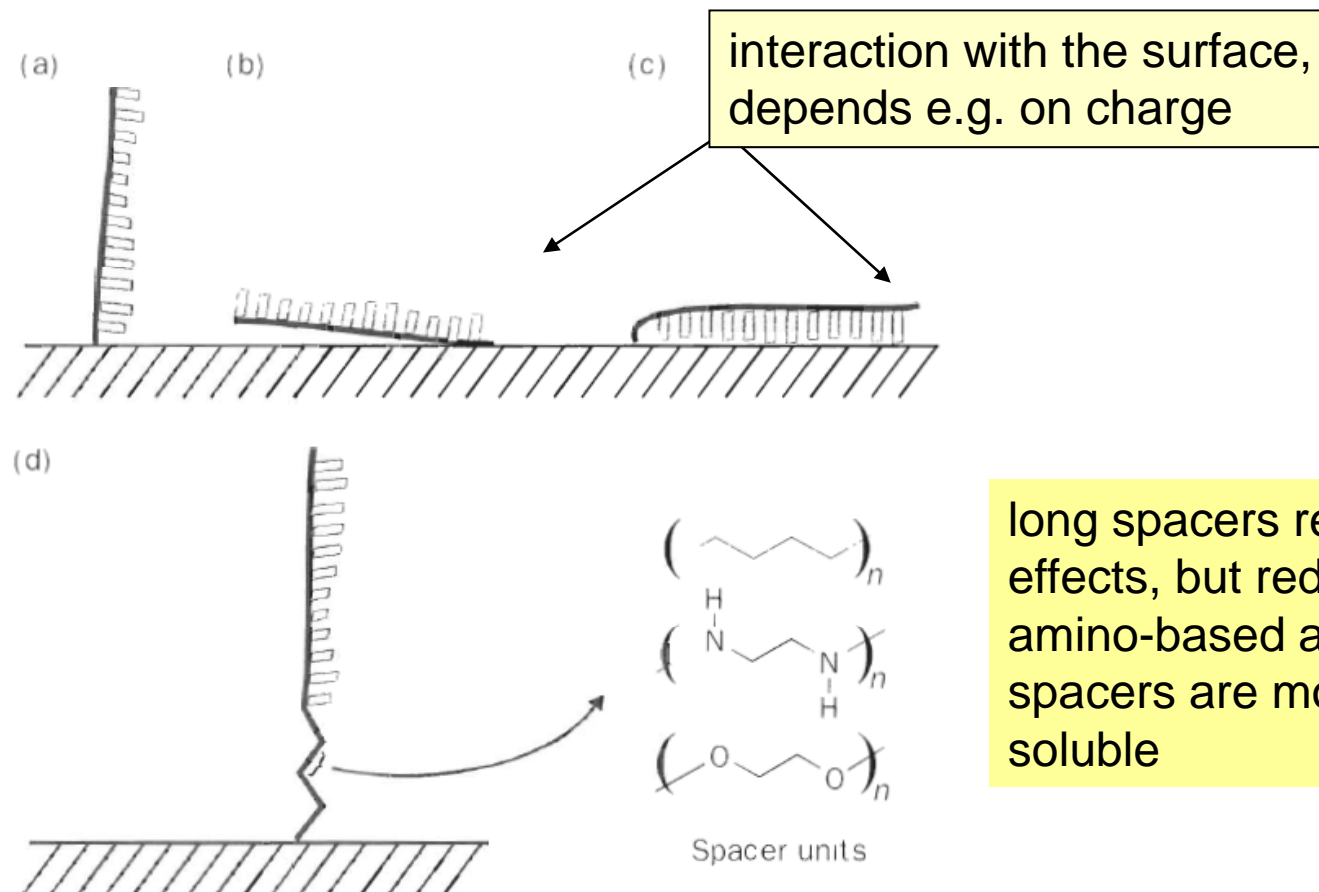 (a)
(b)
(c)
interaction with the surface,
depends e.g. on charge
(d)
n
H
N
N
H
n
O
O
n
Spacer units
long spacers re
effects, but red
amino-based a
spacers are mo
soluble